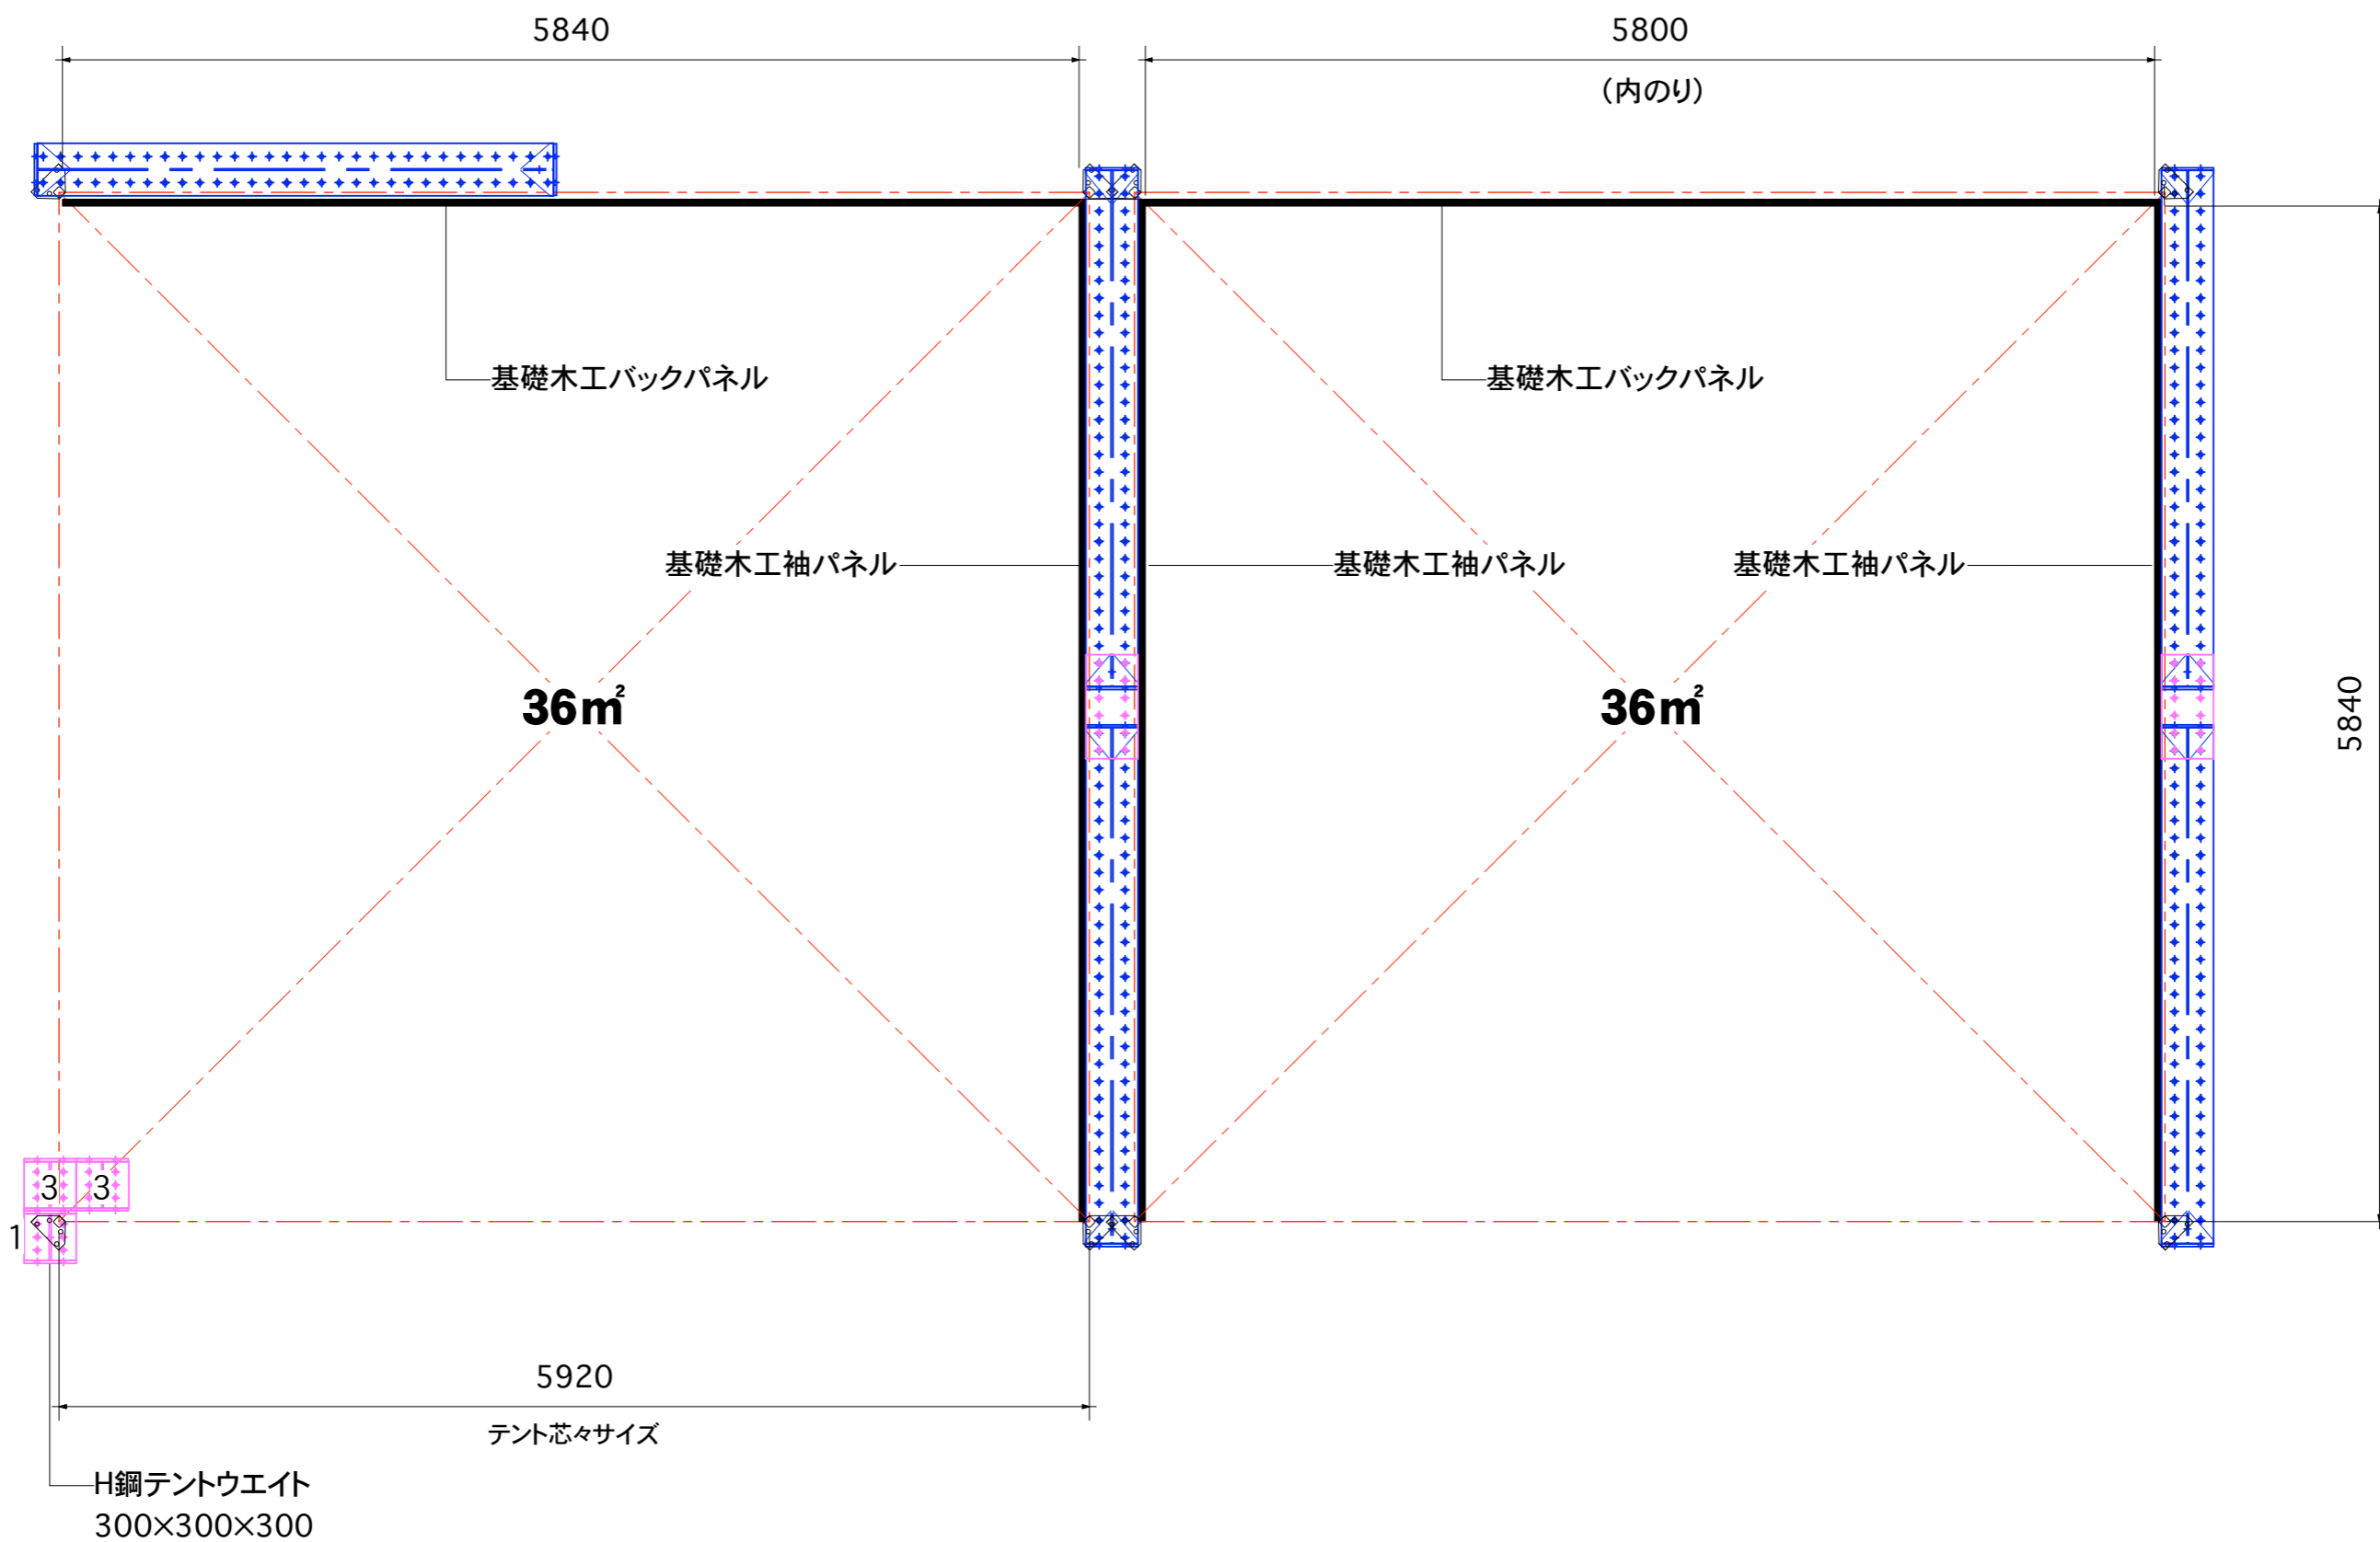 5840
5800
(内のり)
基礎木工バックパネル
基礎木工バックパネル
基礎木工袖パネル
基礎木工袖パネル
基礎木工袖パネル
36㎡
36㎡
5840
3
3
1
5920
テント芯々サイズ
H鋼テントウエイト
300×300×300